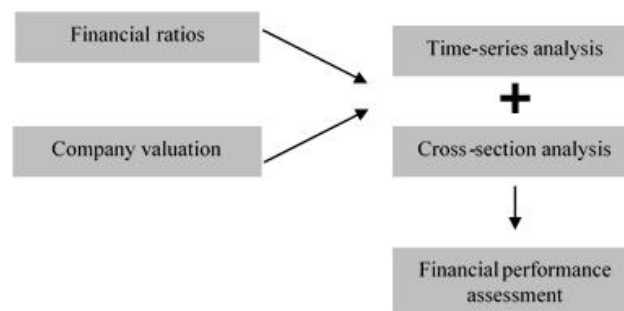 Financial ratios
Time-series analysis
+
Company valuation
Cross-section analysis
Financial performance
assessment